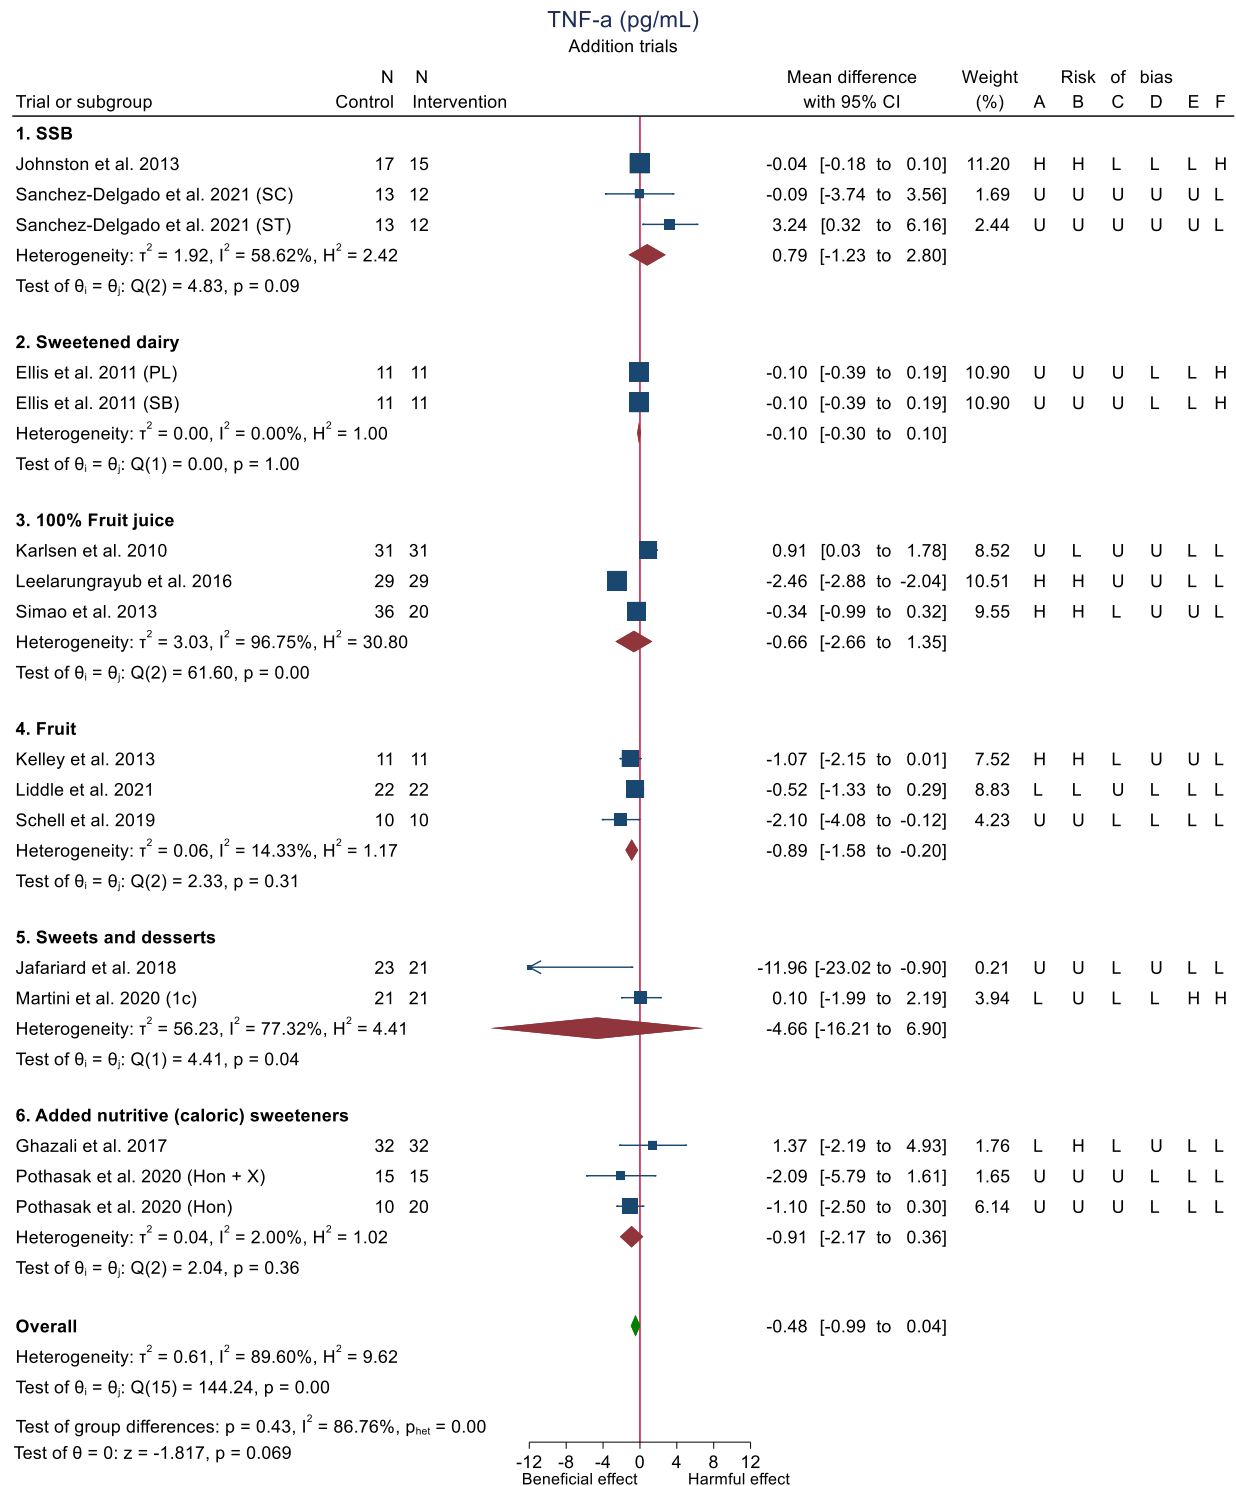 TNF-a (pg/mL)
Addition trials
N N Mean difference Weight Risk of bias
Trial or subgroup Control Intervention with 95% CI (%) A B C D E F
1. SSB
Johnston et al. 2013 17 15 -0.04 [-0.18 to 0.10] 11.20 H H L L L H
Sanchez-Delgado et al. 2021 (SC) 13 12 -0.09 [-3.74 to 3.56] 1.69 U U U U U L
Sanchez-Delgado et al. 2021 (ST) 13 12 3.24 [0.32 to 6.16] 2.44 U U U U U L
Heterogeneity: τ² = 1.92, I² = 58.62%, H² = 2.42 0.79 [-1.23 to 2.80]
Test of θᵢ = θⱼ: Q(2) = 4.83, p = 0.09
2. Sweetened dairy
Ellis et al. 2011 (PL) 11 11 -0.10 [-0.39 to 0.19] 10.90 U U U L L H
Ellis et al. 2011 (SB) 11 11 -0.10 [-0.39 to 0.19] 10.90 U U U L L H
Heterogeneity: τ² = 0.00, I² = 0.00%, H² = 1.00 -0.10 [-0.30 to 0.10]
Test of θᵢ = θⱼ: Q(1) = 0.00, p = 1.00
3. 100% Fruit juice
Karlsen et al. 2010 31 31 0.91 [0.03 to 1.78] 8.52 U L U U L L
Leelarungrayub et al. 2016 29 29 -2.46 [-2.88 to -2.04] 10.51 H H U U L L
Simao et al. 2013 36 20 -0.34 [-0.99 to 0.32] 9.55 H H L U U L
Heterogeneity: τ² = 3.03, I² = 96.75%, H² = 30.80 -0.66 [-2.66 to 1.35]
Test of θᵢ = θⱼ: Q(2) = 61.60, p = 0.00
4. Fruit
Kelley et al. 2013 11 11 -1.07 [-2.15 to 0.01] 7.52 H H L U U L
Liddle et al. 2021 22 22 -0.52 [-1.33 to 0.29] 8.83 L L U L L L
Schell et al. 2019 10 10 -2.10 [-4.08 to -0.12] 4.23 U U L L L L
Heterogeneity: τ² = 0.06, I² = 14.33%, H² = 1.17 -0.89 [-1.58 to -0.20]
Test of θᵢ = θⱼ: Q(2) = 2.33, p = 0.31
5. Sweets and desserts
Jafariard et al. 2018 23 21 -11.96 [-23.02 to -0.90] 0.21 U U L U L L
Martini et al. 2020 (1c) 21 21 0.10 [-1.99 to 2.19] 3.94 L U L L H H
Heterogeneity: τ² = 56.23, I² = 77.32%, H² = 4.41 -4.66 [-16.21 to 6.90]
Test of θᵢ = θⱼ: Q(1) = 4.41, p = 0.04
6. Added nutritive (caloric) sweeteners
Ghazali et al. 2017 32 32 1.37 [-2.19 to 4.93] 1.76 L H L U L L
Pothasak et al. 2020 (Hon + X) 15 15 -2.09 [-5.79 to 1.61] 1.65 U U U L L L
Pothasak et al. 2020 (Hon) 10 20 -1.10 [-2.50 to 0.30] 6.14 U U U L L L
Heterogeneity: τ² = 0.04, I² = 2.00%, H² = 1.02 -0.91 [-2.17 to 0.36]
Test of θᵢ = θⱼ: Q(2) = 2.04, p = 0.36
Overall -0.48 [-0.99 to 0.04]
Heterogeneity: τ² = 0.61, I² = 89.60%, H² = 9.62
Test of θᵢ = θⱼ: Q(15) = 144.24, p = 0.00
Test of group differences: p = 0.43, I² = 86.76%, pₕₑₜ = 0.00
Test of θ = 0: z = -1.817, p = 0.069
-12 -8 -4 0 4 8 12
Beneficial effect Harmful effect